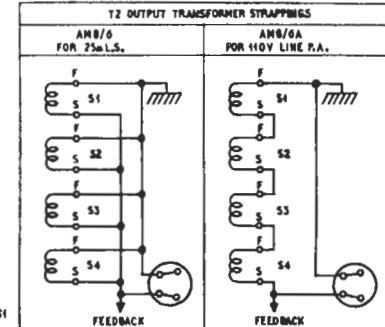 T2 OUTPUT TRANSFORMER STRAPPINGS
AM8/6
FOR 25Ω L.S.
F
S1
S
F
S2
S
F
S3
S
F
S4
S
FEEDBACK
AM8/6A
FOR 110V LINE P.A.
F
S1
S
F
S2
S
F
S3
S
F
S4
S
FEEDBACK